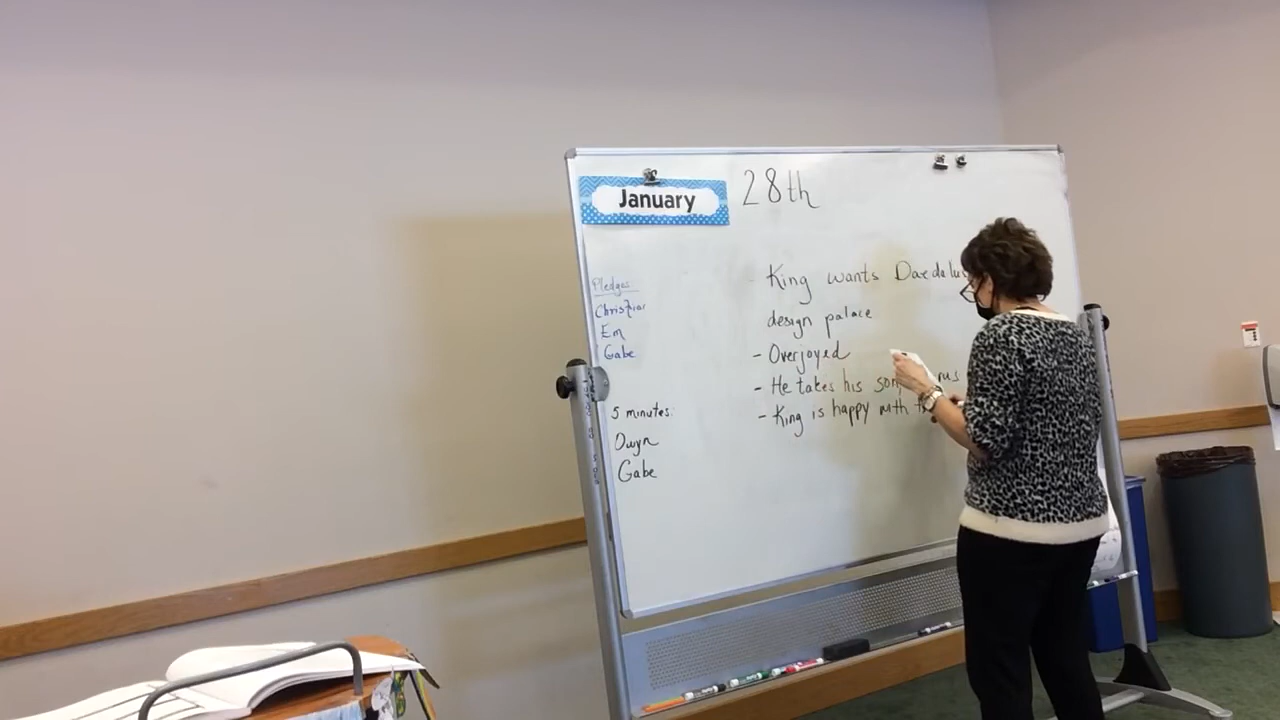 January 28th
Pledges
Christian
Em
Gabe
5 minutes:
Owyn
Gabe
- King wants Daedalus
design palace
- Overjoyed
- He takes his son
- King is happy with